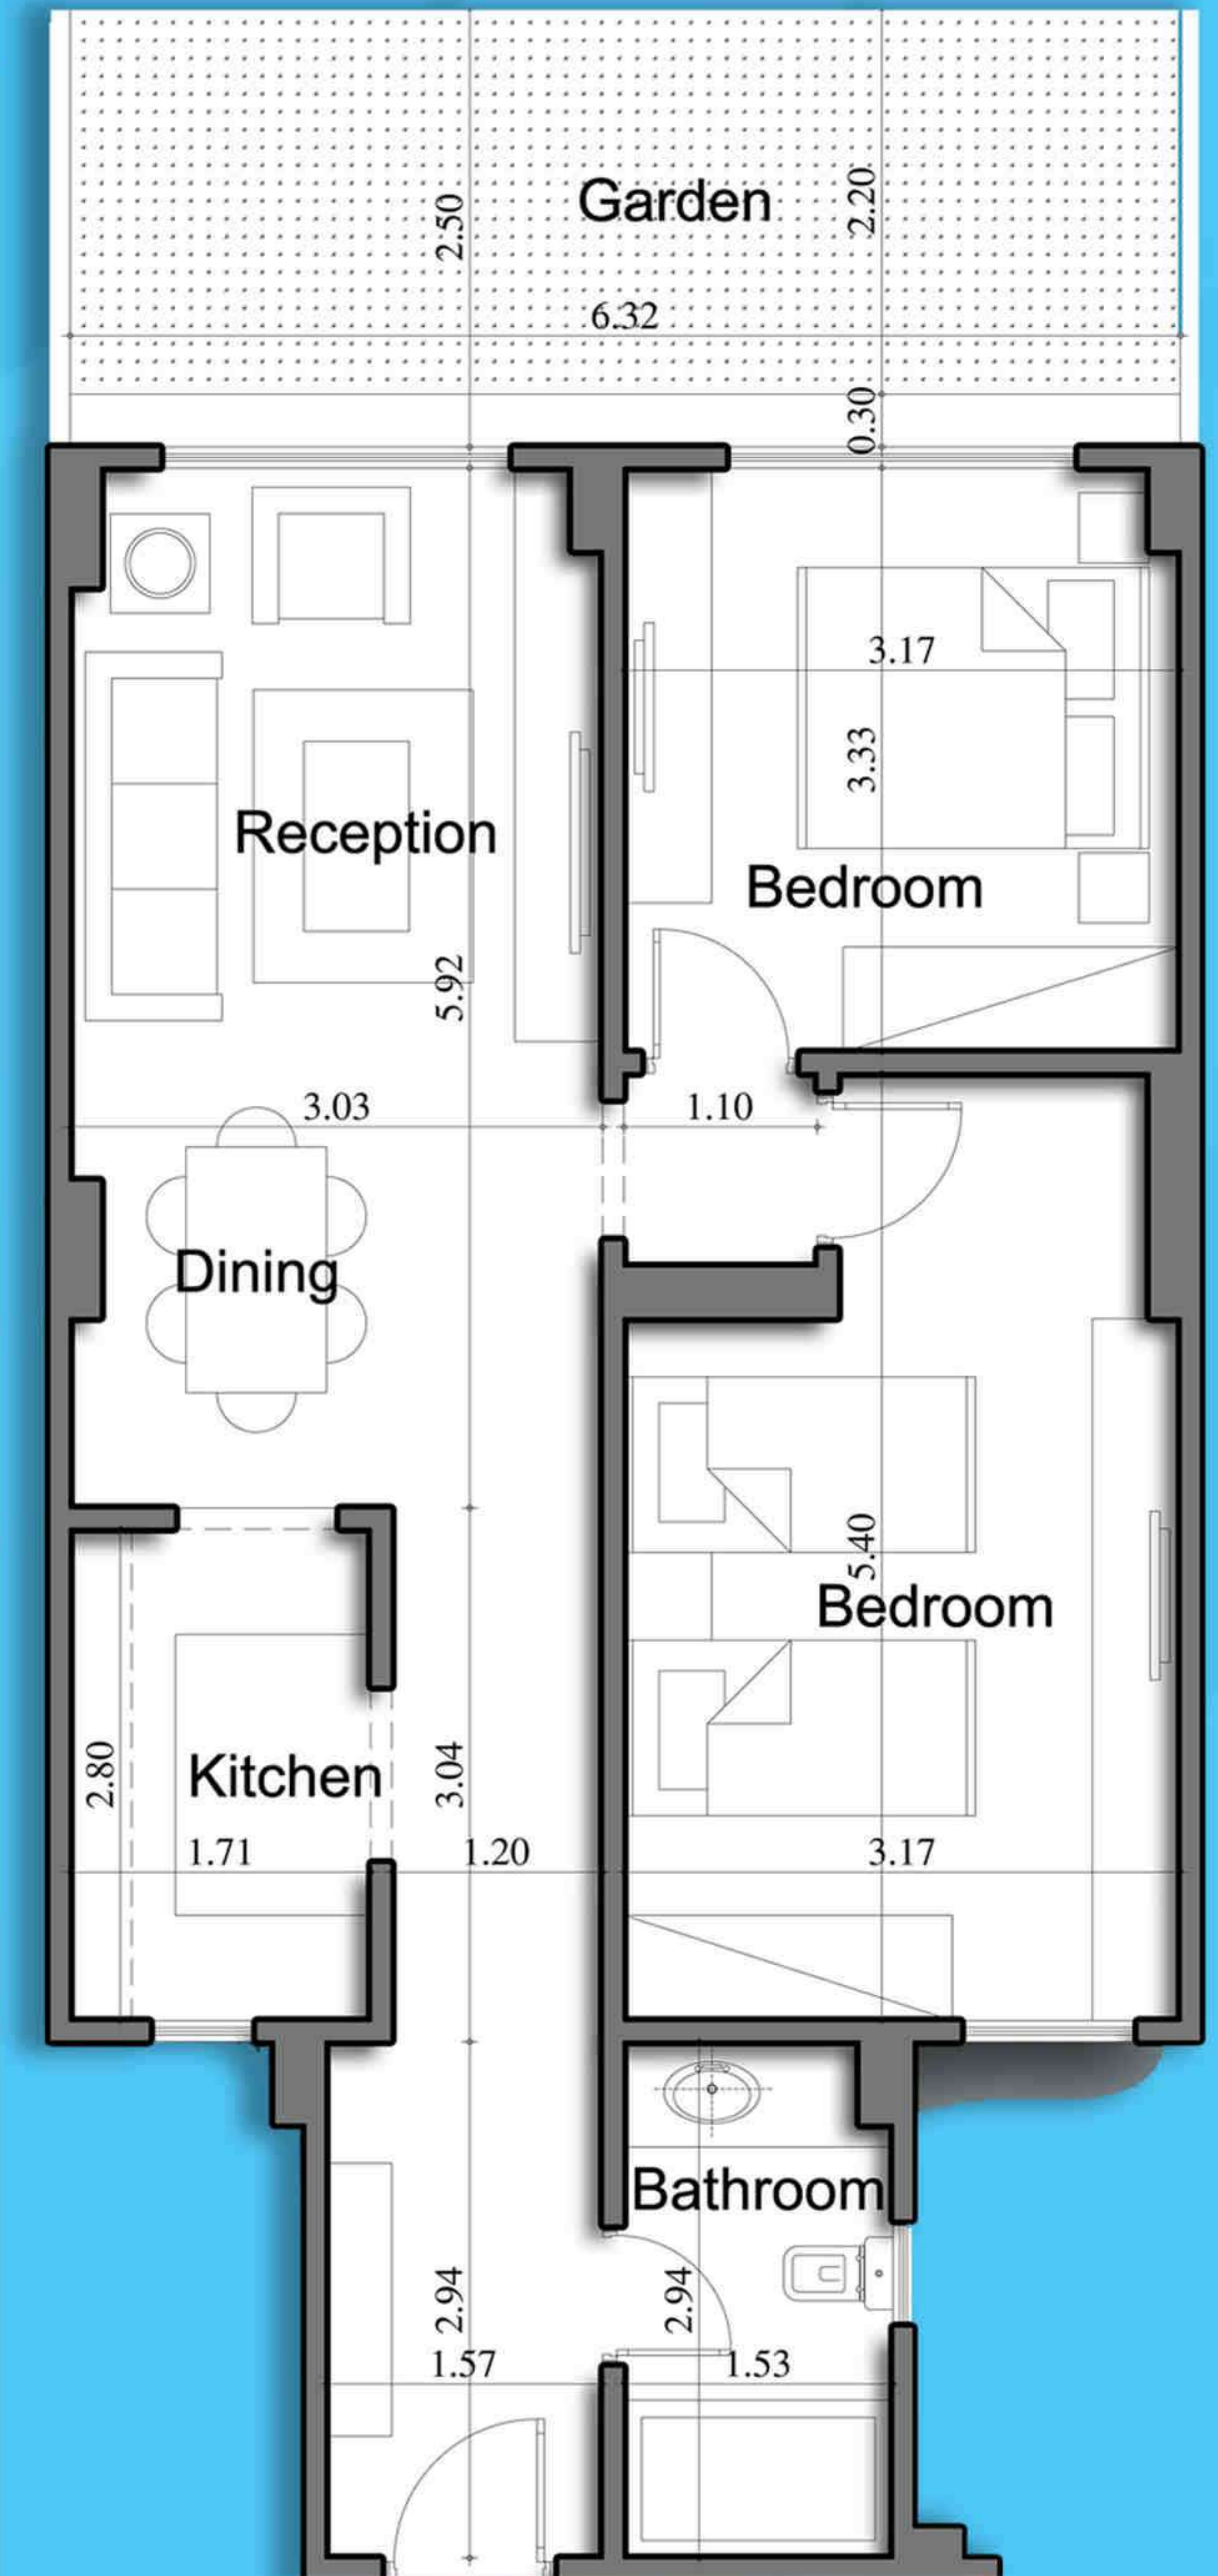 Garden
2.50
2.20
6.32
0.30
3.17
3.33
Reception
Bedroom
5.92
3.03
1.10
Dining
5.40
Bedroom
2.80
Kitchen
3.04
1.71
1.20
3.17
Bathroom
2.94
2.94
1.57
1.53